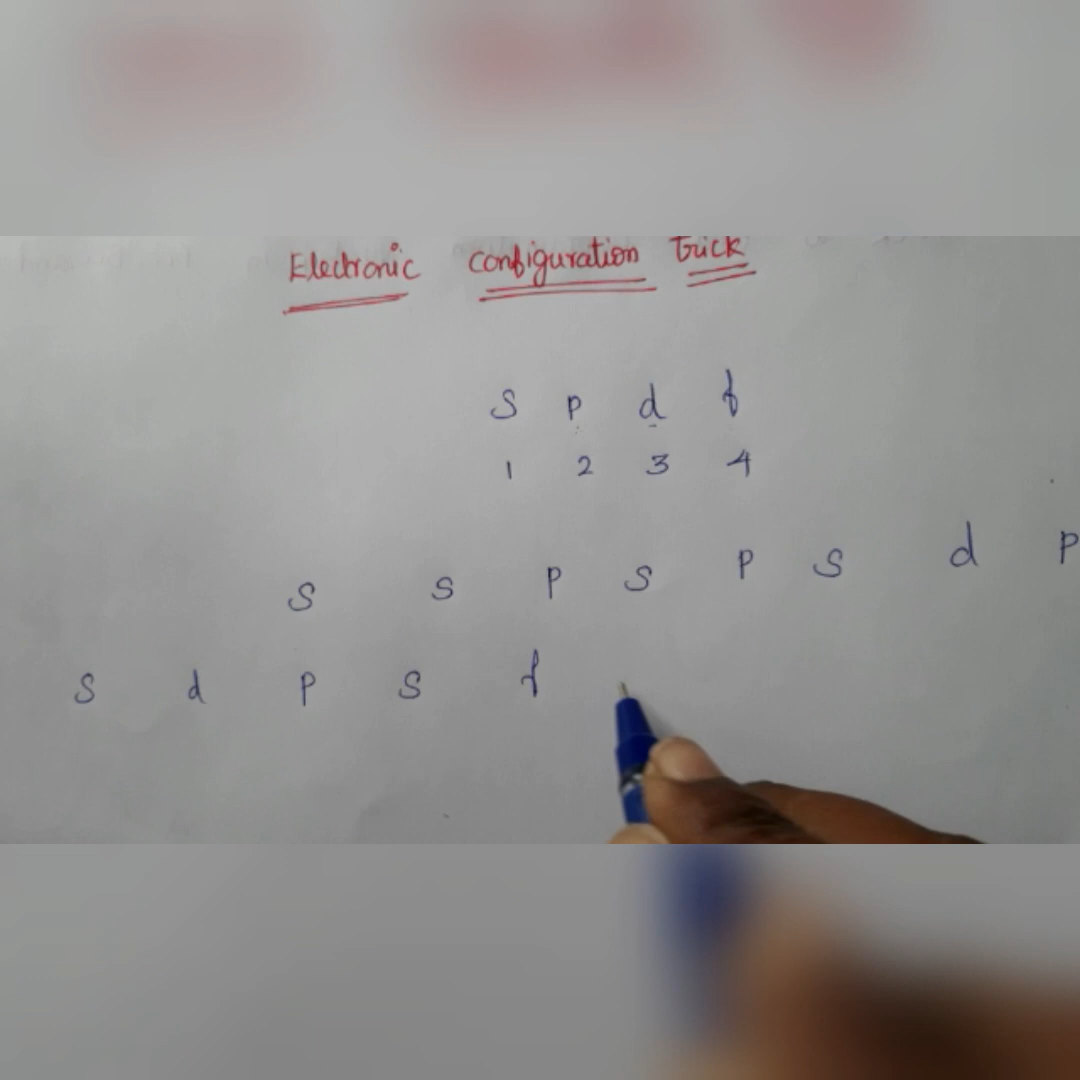 Electronic Configuration Trick
S P d f
1 2 3 4
S S P S P S d P
S d P S f